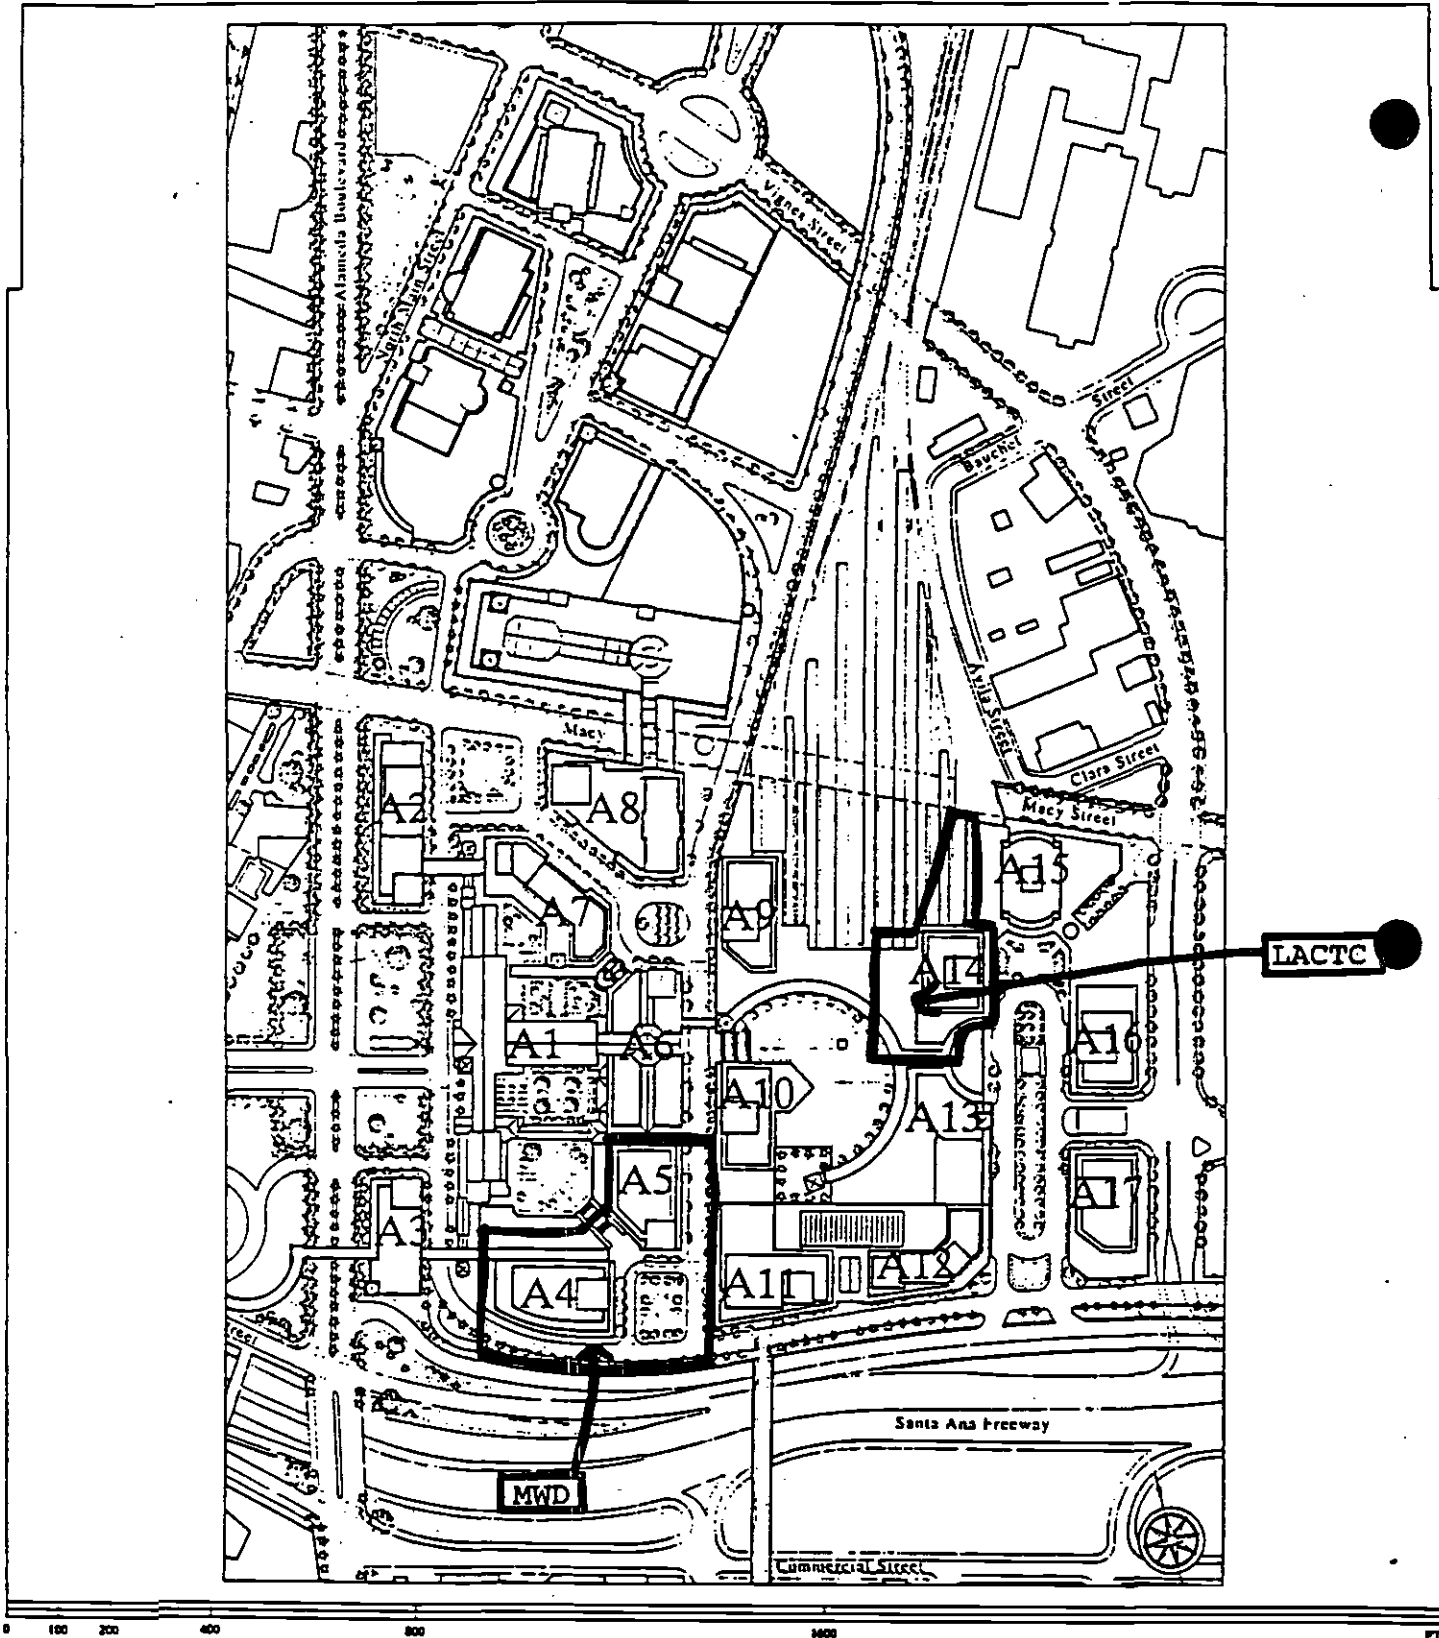 Alameda Boulevard
North Main Street
Vignes Street
Street
Bauchet
Avila Street
Macy
Clara Street
Macy Street
A2
A8
A15
A7
A9
LACTC
A14
A1
A6
A16
A10
A13
A5
A17
A3
A12
A11
A4
Santa Ana Freeway
MWD
Commercial Street
0 100 200 400 800